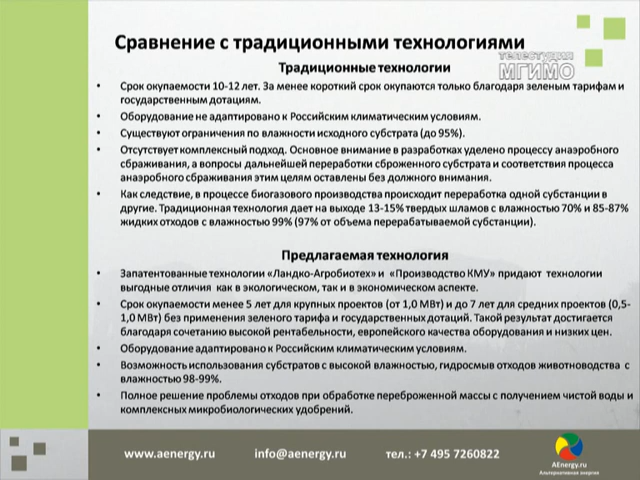 Сравнение с традиционными технологиями
телестудия
МГИМО
Традиционные технологии
• Срок окупаемости 10-12 лет. За менее короткий срок окупаются только благодаря зеленым тарифам и
государственным дотациям.
• Оборудование не адаптировано к Российским климатическим условиям.
• Существуют ограничения по влажности исходного субстрата (до 95%).
• Отсутствует комплексный подход. Основное внимание в разработках уделено процессу анаэробного
сбраживания, а вопросы дальнейшей переработки сброженного субстрата и соответствия процесса
анаэробного сбраживания этим целям оставлены без должного внимания.
• Как следствие, в процессе биогазового производства происходит переработка одной субстанции в
другие. Традиционная технология дает на выходе 13-15% твердых шламов с влажностью 70% и 85-87%
жидких отходов с влажностью 99% (97% от объема перерабатываемой субстанции).
Предлагаемая технология
• Запатентованные технологии «Ландко-Агробиотех» и «Производство КМУ» придают технологии
выгодные отличия как в экологическом, так и в экономическом аспекте.
• Срок окупаемости менее 5 лет для крупных проектов (от 1,0 МВт) и до 7 лет для средних проектов (0,5-
1,0 МВт) без применения зеленого тарифа и государственных дотаций. Такой результат достигается
благодаря сочетанию высокой рентабельности, европейского качества оборудования и низких цен.
• Оборудование адаптировано к Российским климатическим условиям.
• Возможность использования субстратов с высокой влажностью, гидросмыв отходов животноводства с
влажностью 98-99%.
• Полное решение проблемы отходов при обработке переброженной массы с получением чистой воды и
комплексных микробиологических удобрений.
www.aenergy.ru info@aenergy.ru тел.: +7 495 7260822
AEnergy.ru
Альтернативная энергия